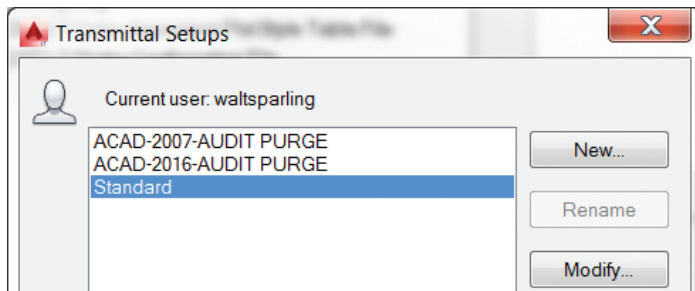 Transmittal Setups
Current user: waltsparling
ACAD-2007-AUDIT PURGE
ACAD-2016-AUDIT PURGE
Standard
New...
Rename
Modify...